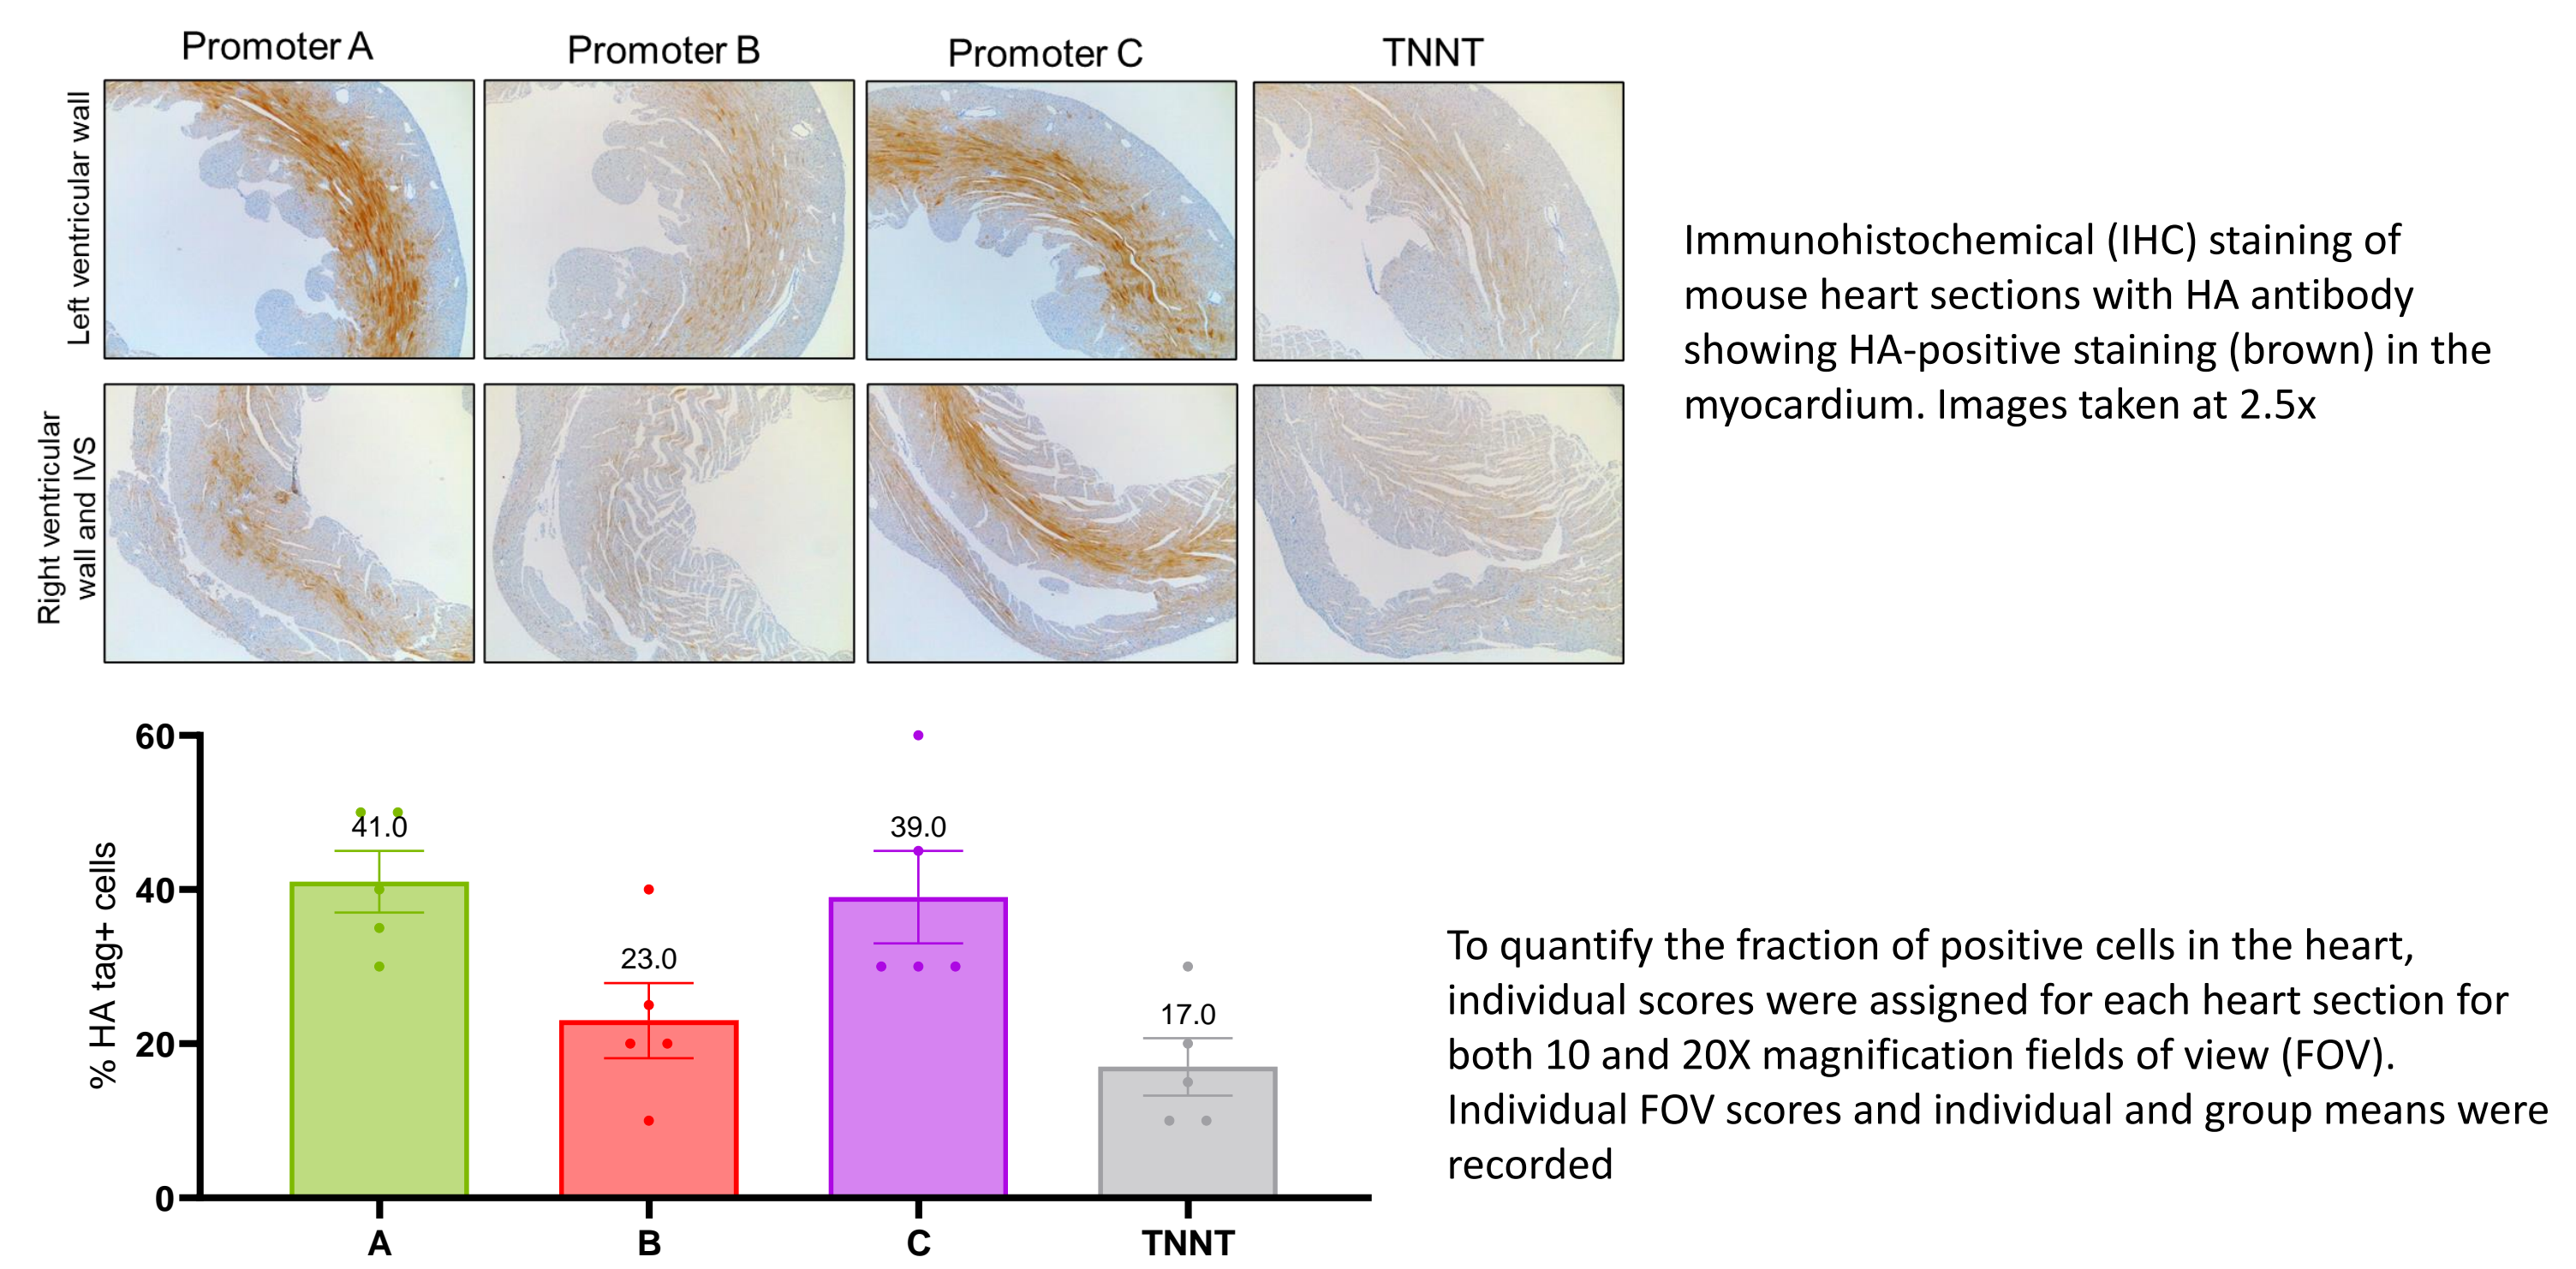 Promoter A
Promoter B
Promoter C
TNNT
Left ventricular wall
Right ventricular
wall and IVS
Immunohistochemical (IHC) staining of
mouse heart sections with HA antibody
showing HA-positive staining (brown) in the
myocardium. Images taken at 2.5x
% HA tag+ cells
60
40
20
0
41.0
23.0
39.0
17.0
A
B
C
TNNT
To quantify the fraction of positive cells in the heart,
individual scores were assigned for each heart section for
both 10 and 20X magnification fields of view (FOV).
Individual FOV scores and individual and group means were
recorded